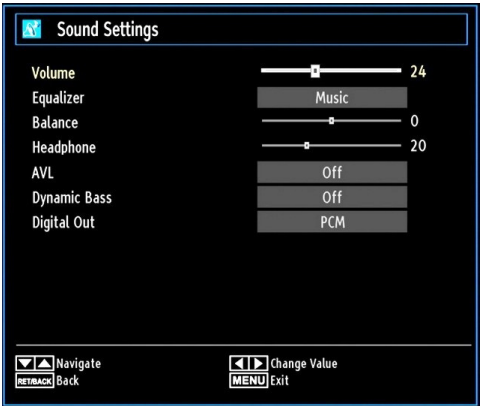 Sound Settings
Volume 24
Equalizer Music
Balance 0
Headphone 20
AVL Off
Dynamic Bass Off
Digital Out PCM
Navigate Change Value
RET/BACK Back MENU Exit